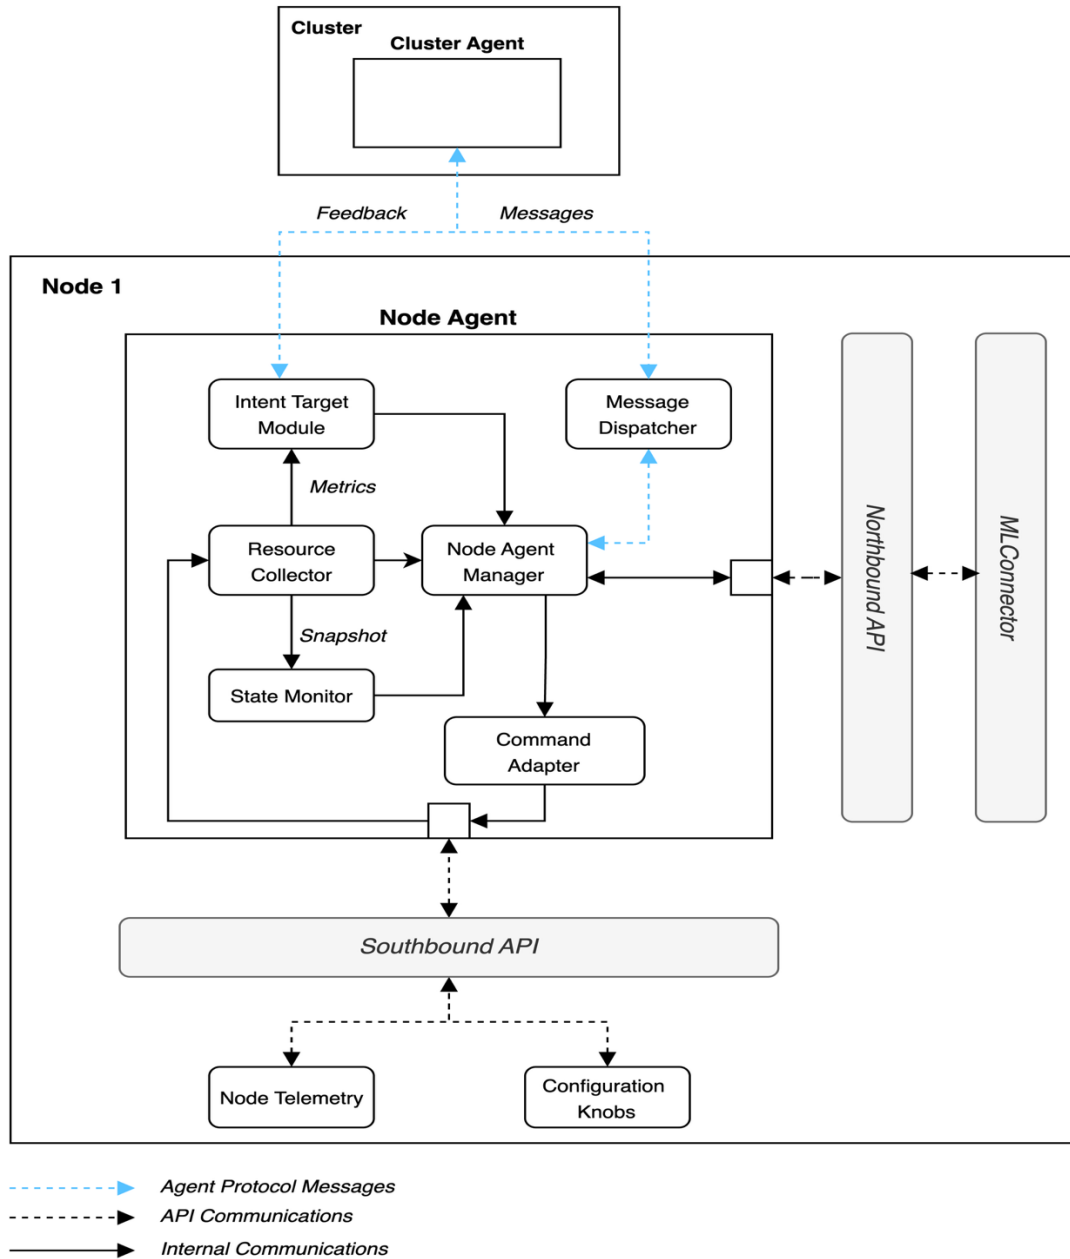 Cluster
Cluster Agent
Feedback
Messages
Node 1
Node Agent
Intent Target
Module
Message
Dispatcher
Metrics
Resource
Collector
Node Agent
Manager
Snapshot
State Monitor
Command
Adapter
Northbound API
MLConnector
Southbound API
Node Telemetry
Configuration
Knobs
Agent Protocol Messages
API Communications
Internal Communications